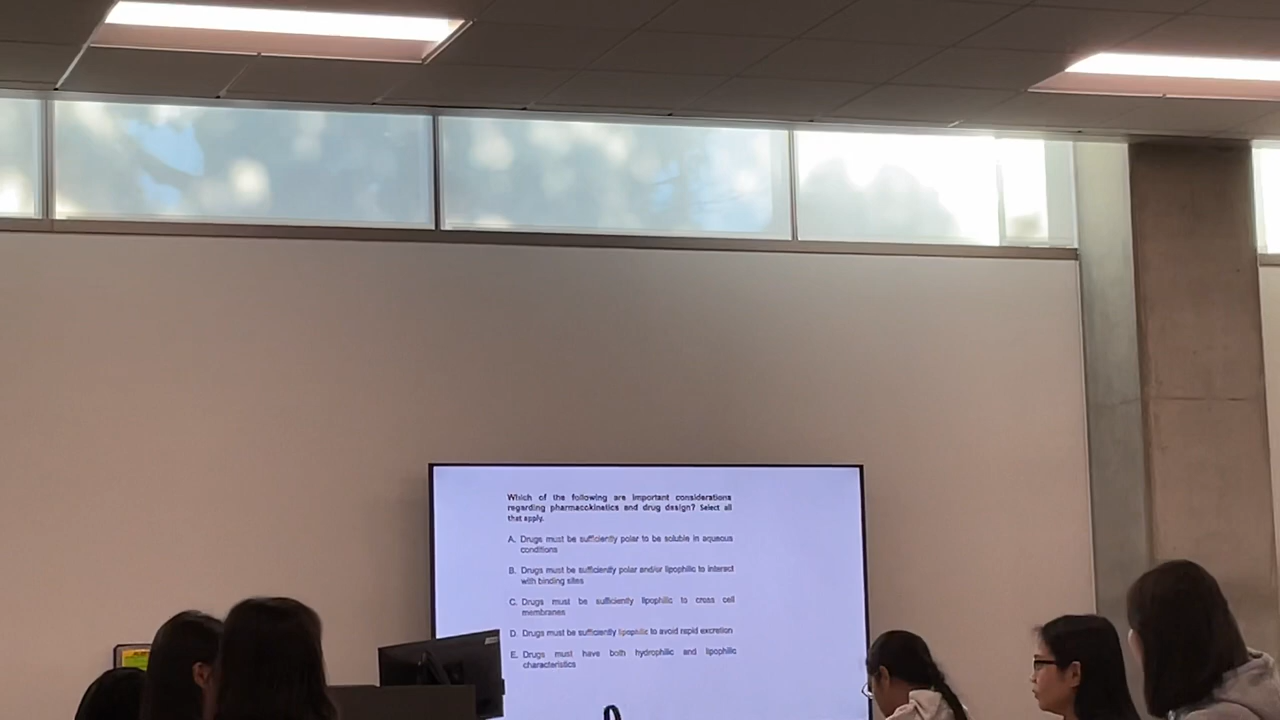 Which of the following are important considerations
regarding pharmacokinetics and drug design? Select all
that apply.
A. Drugs must be sufficiently polar to be soluble in aqueous
conditions
B. Drugs must be sufficiently polar and/or lipophilic to interact
with binding sites
C. Drugs must be sufficiently lipophilic to cross cell
membranes
D. Drugs must be sufficiently lipophilic to avoid rapid excretion
E. Drugs must have both hydrophilic and lipophilic
characteristics